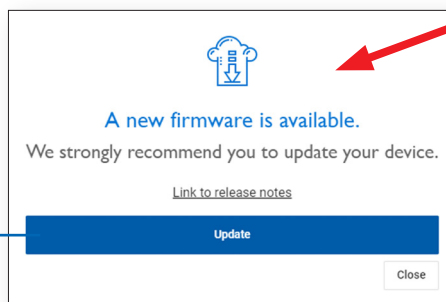 A new firmware is available.
We strongly recommend you to update your device.
Link to release notes
Update
Close